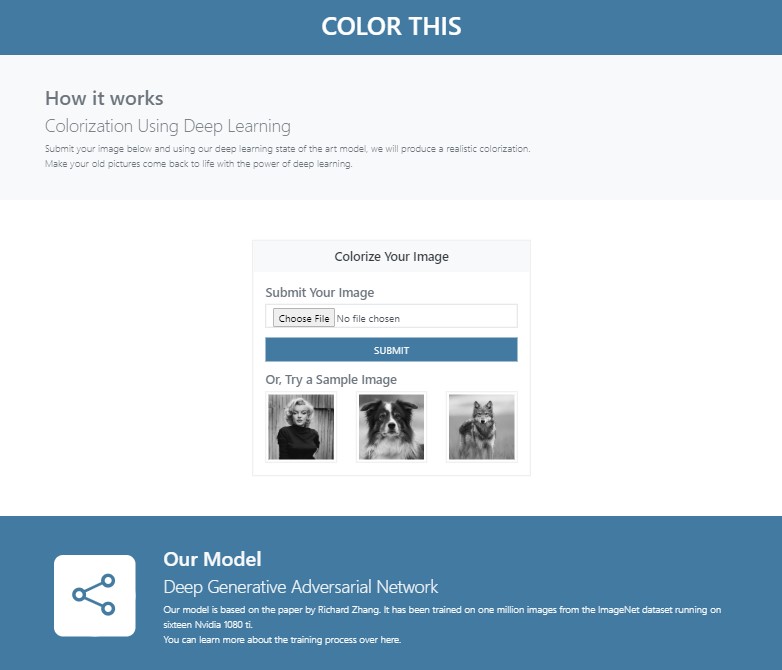 COLOR THIS
How it works
Colorization Using Deep Learning
Submit your image below and using our deep learning state of the art model, we will produce a realistic colorization.
Make your old pictures come back to life with the power of deep learning.
Colorize Your Image
Submit Your Image
Choose File No file chosen
SUBMIT
Or, Try a Sample Image
Our Model
Deep Generative Adversarial Network
Our model is based on the paper by Richard Zhang. It has been trained on one million images from the ImageNet dataset running on
sixteen Nvidia 1080 ti.
You can learn more about the training process over here.